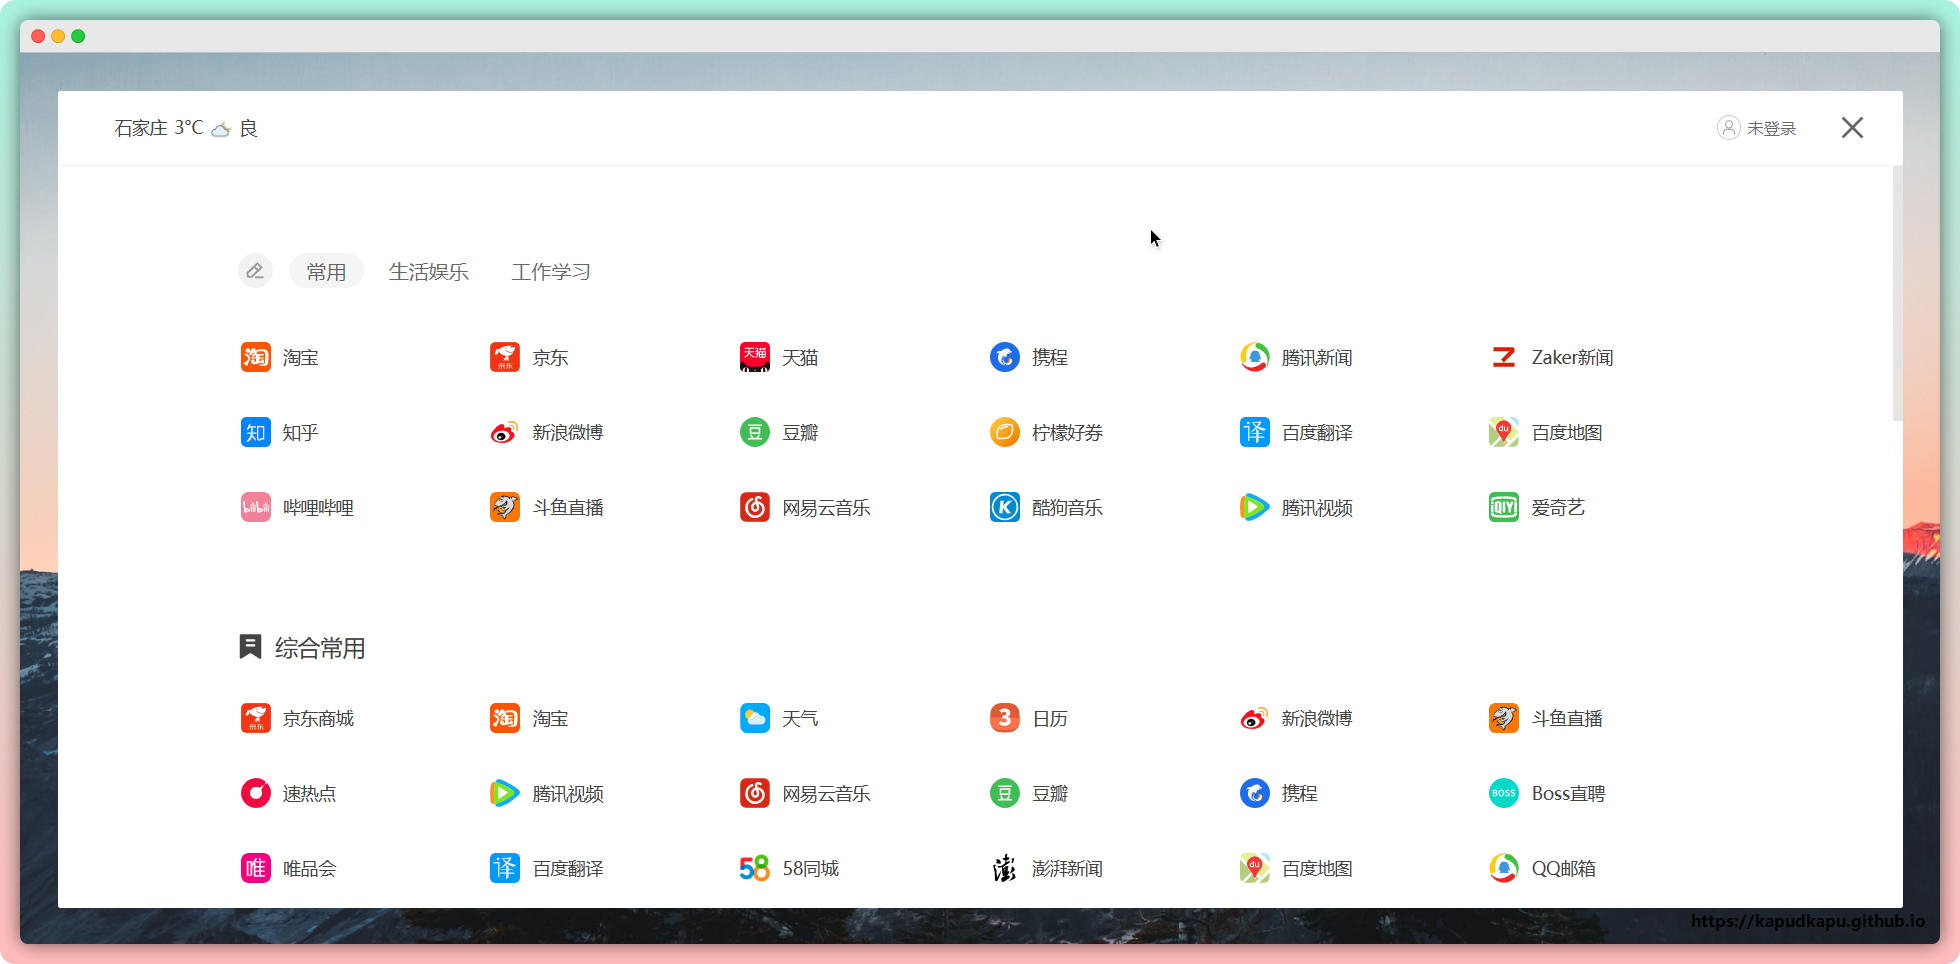 石家庄 3°C 良
未登录
常用 生活娱乐 工作学习
淘宝 京东 天猫 携程 腾讯新闻 Zaker新闻
知乎 新浪微博 豆瓣 柠檬好券 百度翻译 百度地图
哔哩哔哩 斗鱼直播 网易云音乐 酷狗音乐 腾讯视频 爱奇艺
综合常用
京东商城 淘宝 天气 日历 新浪微博 斗鱼直播
速热点 腾讯视频 网易云音乐 豆瓣 携程 Boss直聘
唯品会 百度翻译 58同城 澎湃新闻 百度地图 QQ邮箱
https://kapudkapu.github.io